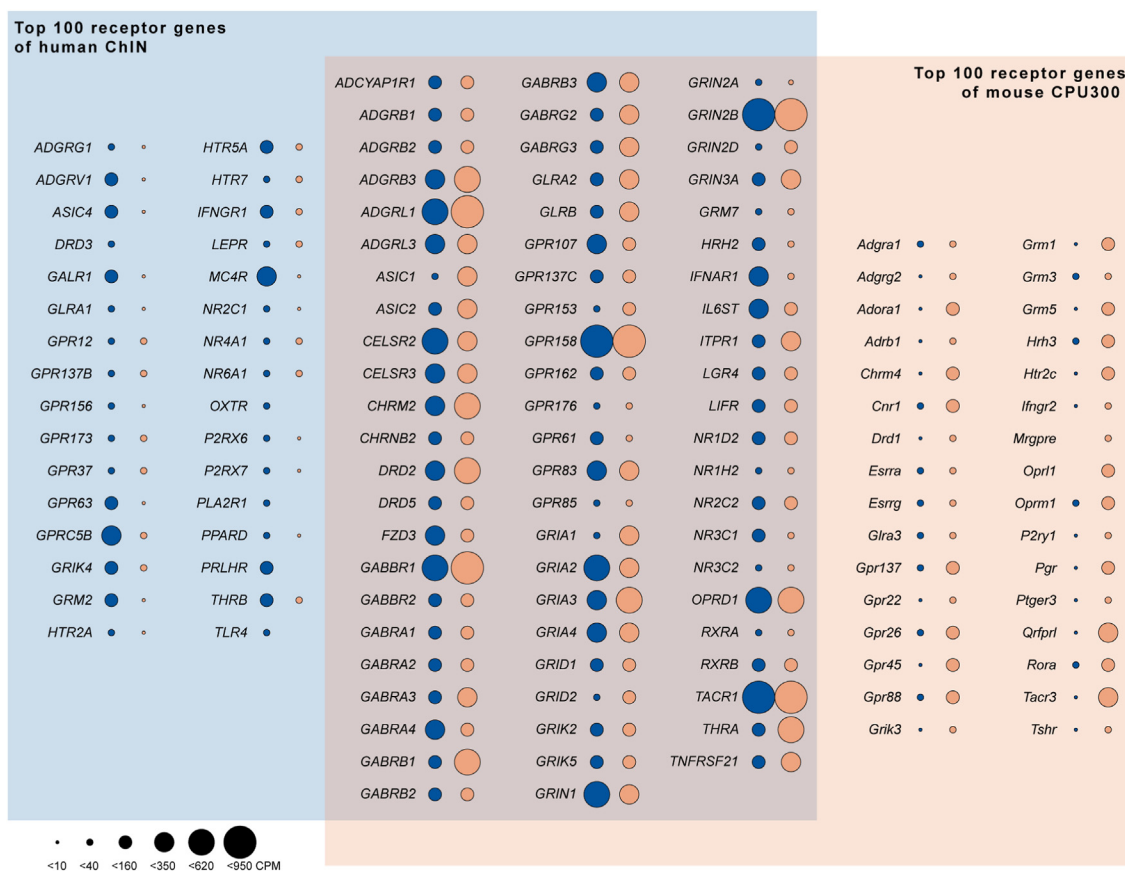 Top 100 receptor genes
of human ChIN
Top 100 receptor genes
of mouse CPU300
ADGRG1
ADGRV1
ASIC4
DRD3
GALR1
GLRA1
GPR12
GPR137B
GPR156
GPR173
GPR37
GPR63
GPRC5B
GRIK4
GRM2
HTR2A
HTR5A
HTR7
IFNGR1
LEPR
MC4R
NR2C1
NR4A1
NR6A1
OXTR
P2RX6
P2RX7
PLA2R1
PPARD
PRLHR
THRB
TLR4
ADCYAP1R1
ADGRB1
ADGRB2
ADGRB3
ADGRL1
ADGRL3
ASIC1
ASIC2
CELSR2
CELSR3
CHRM2
CHRNB2
DRD2
DRD5
FZD3
GABBR1
GABBR2
GABRA1
GABRA2
GABRA3
GABRA4
GABRB1
GABRB2
GABRB3
GABRG2
GABRG3
GLRA2
GLRB
GPR107
GPR137C
GPR153
GPR158
GPR162
GPR176
GPR61
GPR83
GPR85
GRIA1
GRIA2
GRIA3
GRIA4
GRID1
GRID2
GRIK2
GRIK5
GRIN1
GRIN2A
GRIN2B
GRIN2D
GRIN3A
GRM7
HRH2
IFNAR1
IL6ST
ITPR1
LGR4
LIFR
NR1D2
NR1H2
NR2C2
NR3C1
NR3C2
OPRD1
RXRA
RXRB
TACR1
THRA
TNFRSF21
Adgra1
Adgrg2
Adora1
Adrb1
Chrm4
Cnr1
Drd1
Esrra
Esrrg
Glra3
Gpr137
Gpr22
Gpr26
Gpr45
Gpr88
Grik3
Grm1
Grm3
Grm5
Hrh3
Htr2c
Ifngr2
Mrgpre
Oprl1
Oprm1
P2ry1
Pgr
Ptger3
Qrfprl
Rora
Tacr3
Tshr
<10 <40 <160 <350 <620 <950 CPM